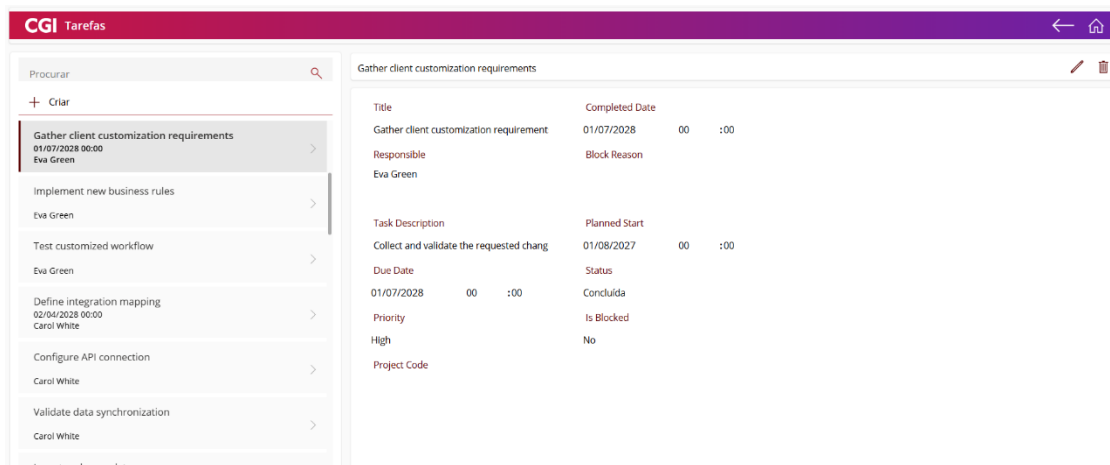 CGI Tarefas
Procurar
+ Criar
Gather client customization requirements
01/07/2028 00:00
Eva Green
Implement new business rules
Eva Green
Test customized workflow
Eva Green
Define integration mapping
02/04/2028 00:00
Carol White
Configure API connection
Carol White
Validate data synchronization
Carol White
Gather client customization requirements
Title Completed Date
Gather client customization requirement 01/07/2028 00 :00
Responsible Block Reason
Eva Green
Task Description Planned Start
Collect and validate the requested chang 01/08/2027 00 :00
Due Date Status
01/07/2028 00 :00 Concluída
Priority Is Blocked
High No
Project Code